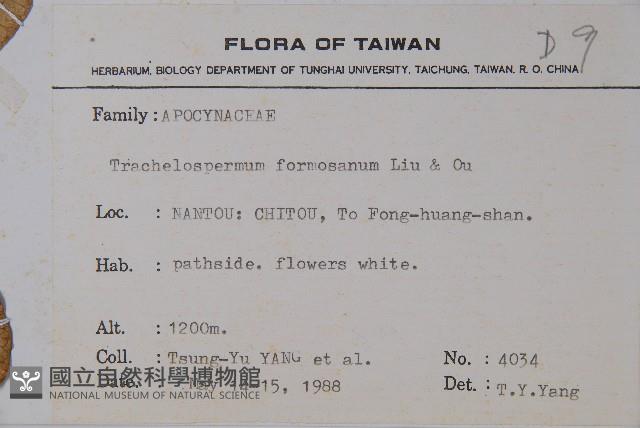 FLORA OF TAIWAN
D 9
HERBARIUM, BIOLOGY DEPARTMENT OF TUNGHAI UNIVERSITY, TAICHUNG, TAIWAN, R. O. CHINA
Family : APOCYNACEAE
Trachelospermum formosanum Liu & Ou
Loc. : NANTOU: CHITOU, To Fong-huang-shan.
Hab. : pathside. flowers white.
Alt. : 1200m.
Coll. : Tsung-Yu YANG et al. No. : 4034
Date. : May 14-15, 1988 Det. : T.Y.Yang
國立自然科學博物館
NATIONAL MUSEUM OF NATURAL SCIENCE